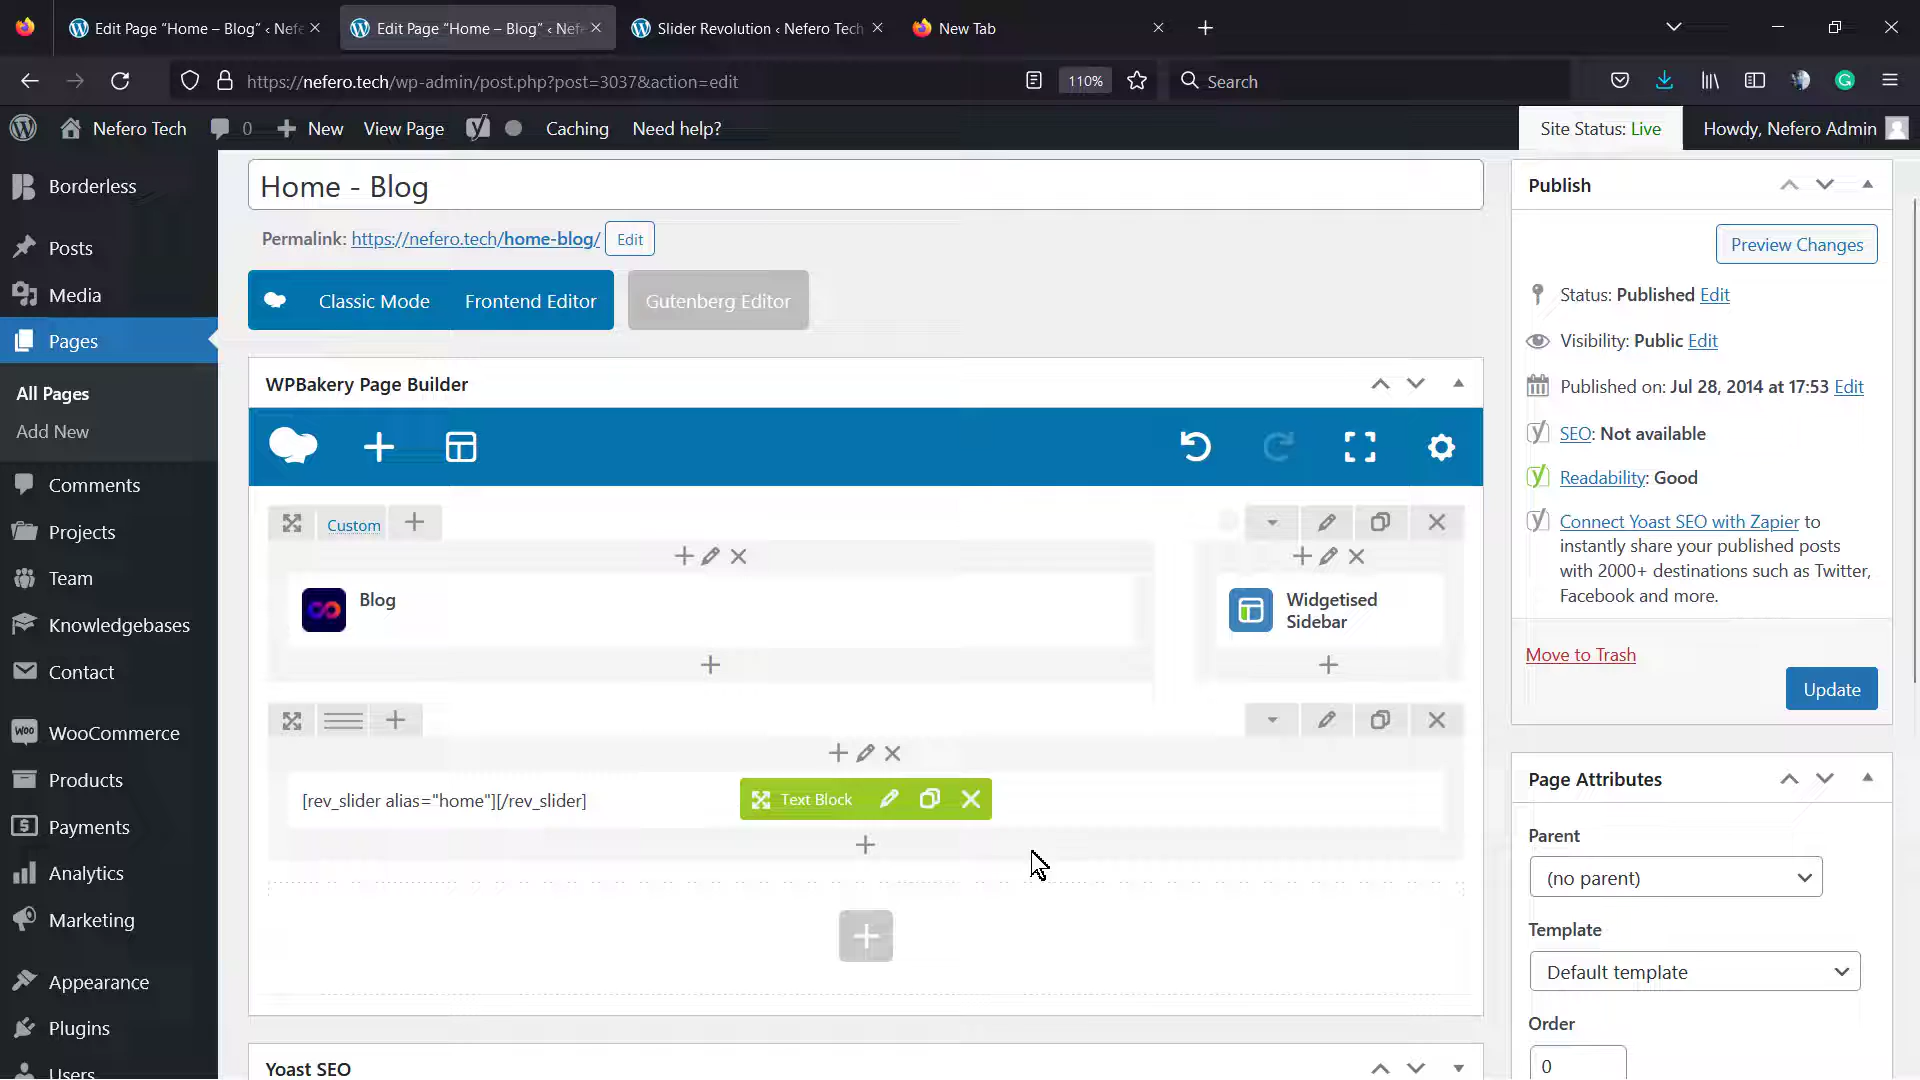 Edit Page “Home – Blog” ‹ Nefe
Edit Page “Home – Blog” ‹ Nefe
Slider Revolution ‹ Nefero Tech
New Tab
https://nefero.tech/wp-admin/post.php?post=3037&action=edit
110%
Search
Nefero Tech
0
New
View Page
Caching
Need help?
Site Status: Live
Howdy, Nefero Admin
Borderless
Posts
Media
Pages
All Pages
Add New
Comments
Projects
Team
Knowledgebases
Contact
WooCommerce
Products
Payments
Analytics
Marketing
Appearance
Plugins
Users
Home - Blog
Permalink: https://nefero.tech/home-blog/ Edit
Classic Mode
Frontend Editor
Gutenberg Editor
WPBakery Page Builder
Custom
Blog
Widgetised
Sidebar
[rev_slider alias="home"][/rev_slider]
Text Block
Yoast SEO
Publish
Preview Changes
Status: Published Edit
Visibility: Public Edit
Published on: Jul 28, 2014 at 17:53 Edit
SEO: Not available
Readability: Good
Connect Yoast SEO with Zapier to
instantly share your published posts
with 2000+ destinations such as Twitter,
Facebook and more.
Move to Trash
Update
Page Attributes
Parent
(no parent)
Template
Default template
Order
0